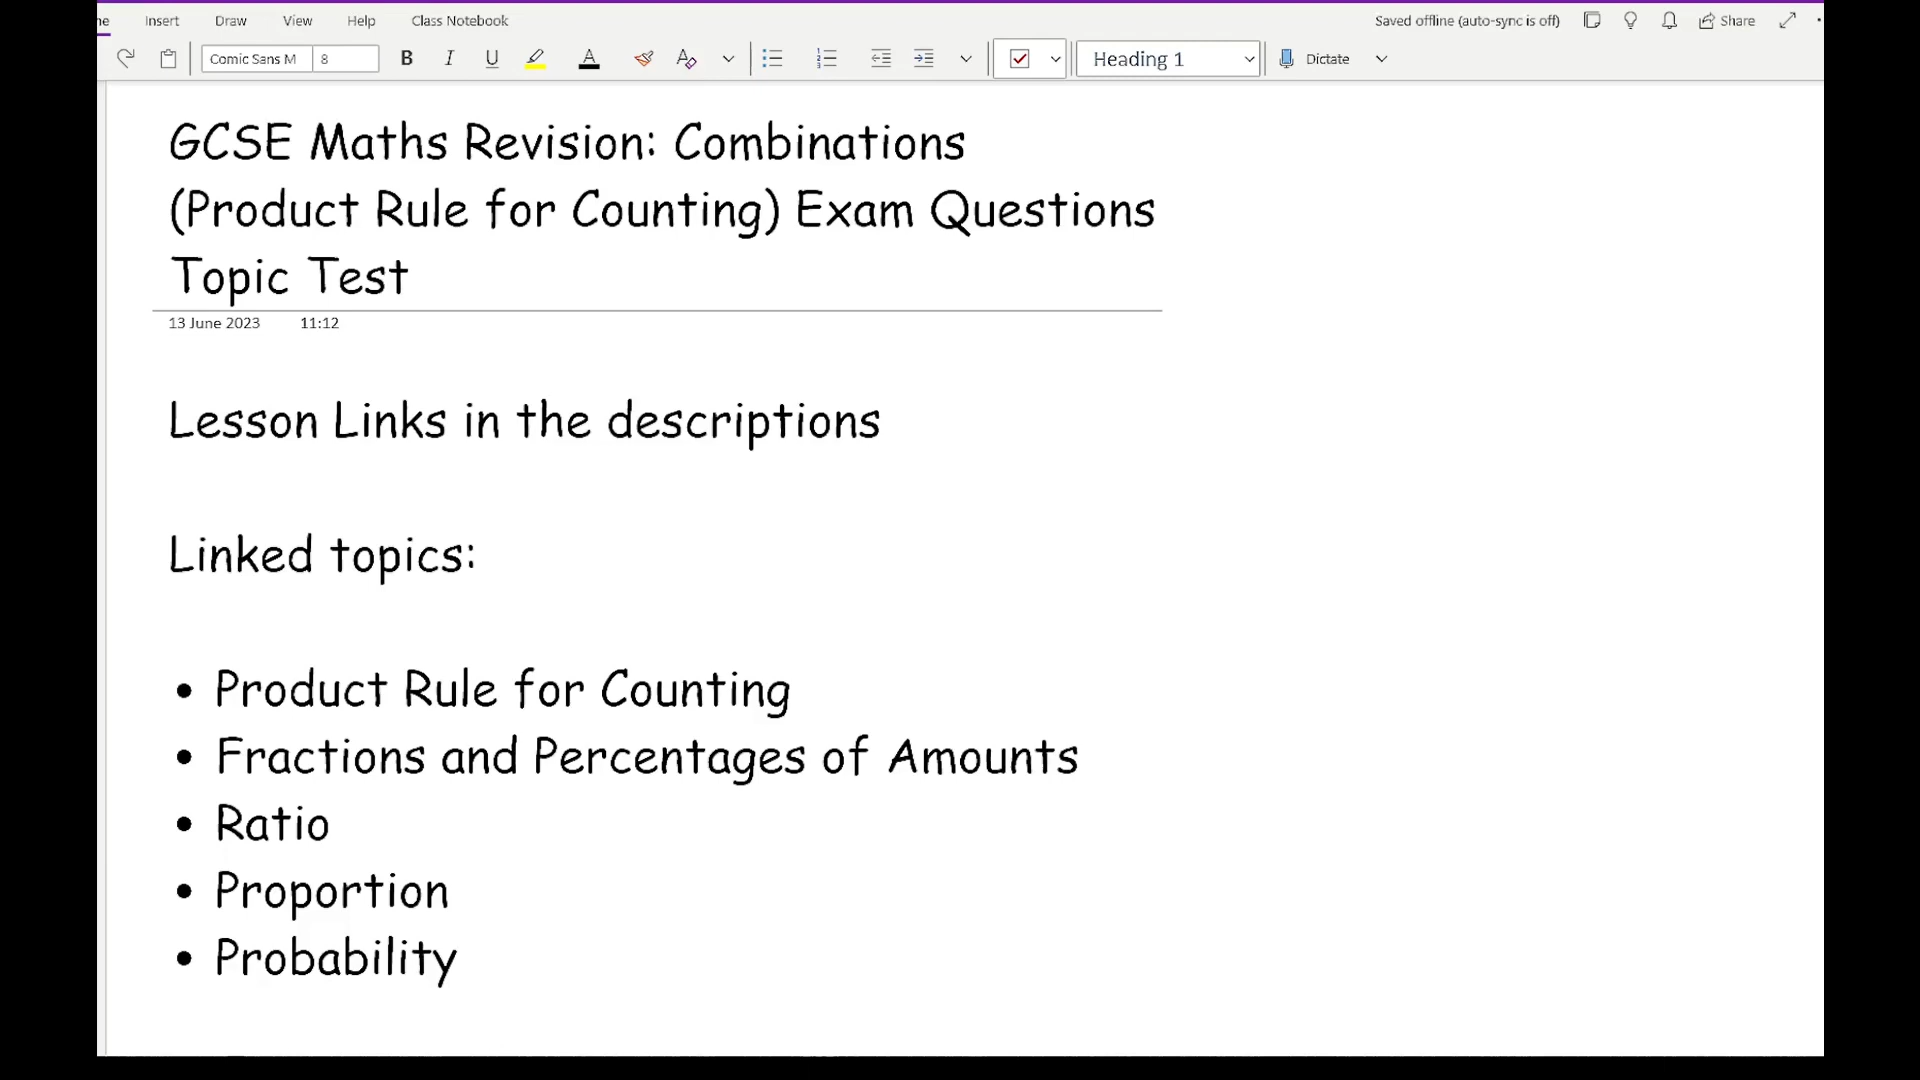 Insert Draw View Help Class Notebook Saved offline (auto-sync is off) Share
Comic Sans M 8 B I U A A Heading 1 Dictate
GCSE Maths Revision: Combinations
(Product Rule for Counting) Exam Questions
Topic Test
13 June 2023 11:12
Lesson Links in the descriptions
Linked topics:
• Product Rule for Counting
• Fractions and Percentages of Amounts
• Ratio
• Proportion
• Probability